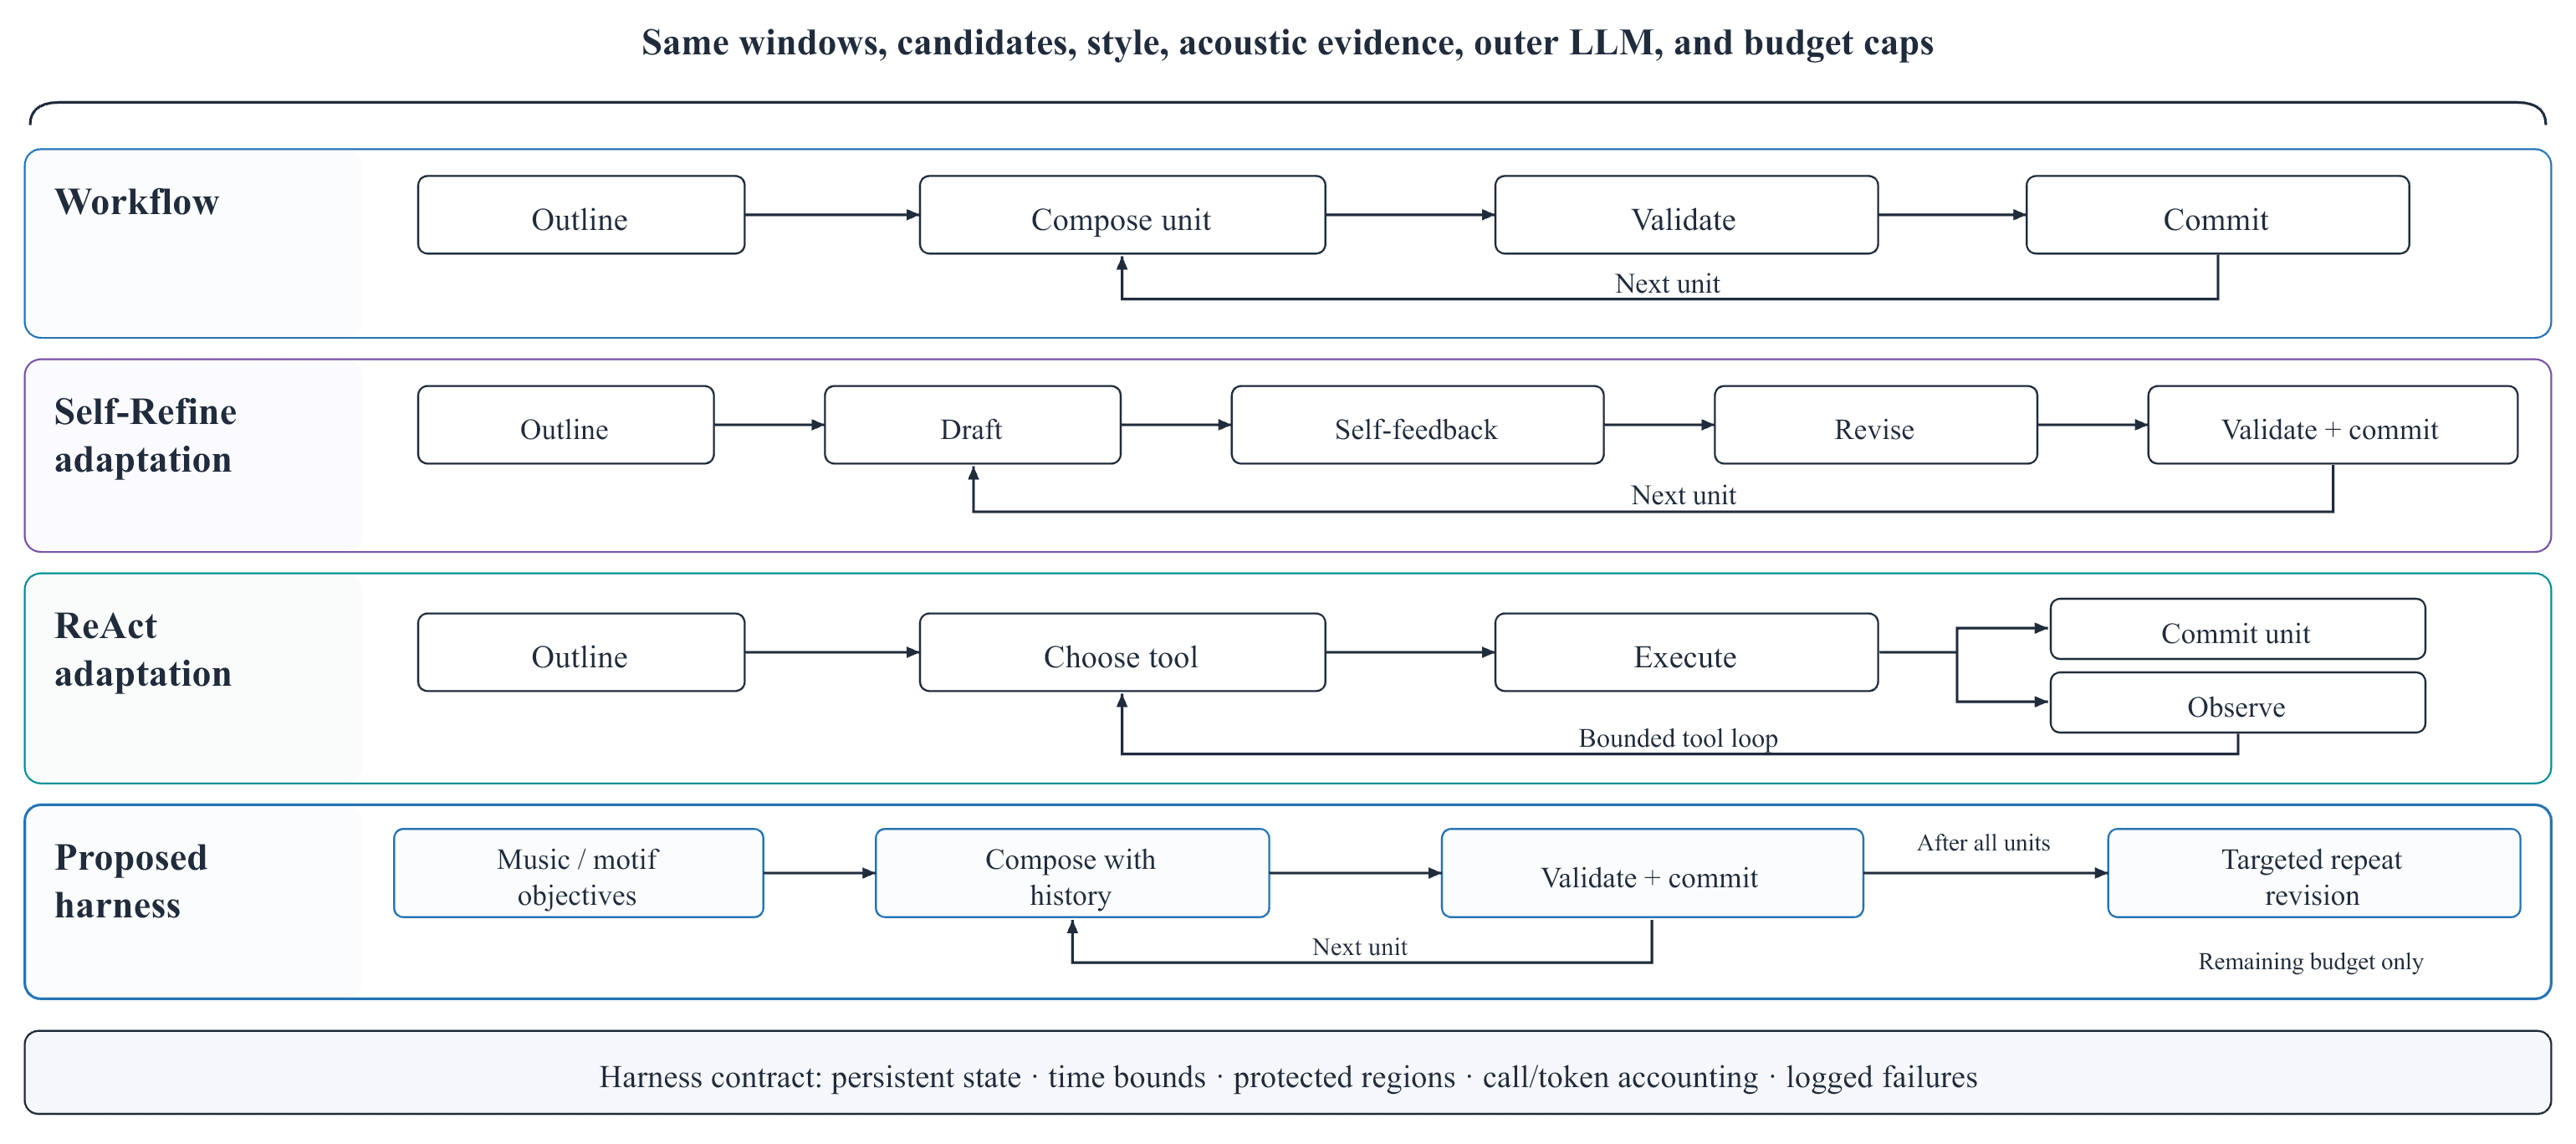 Same windows, candidates, style, acoustic evidence, outer LLM, and budget caps
Workflow
Outline
Compose unit
Validate
Commit
Next unit
Self-Refine
adaptation
Outline
Draft
Self-feedback
Revise
Validate + commit
Next unit
ReAct
adaptation
Outline
Choose tool
Execute
Commit unit
Observe
Bounded tool loop
Proposed
harness
Music / motif
objectives
Compose with
history
Validate + commit
After all units
Targeted repeat
revision
Next unit
Remaining budget only
Harness contract: persistent state · time bounds · protected regions · call/token accounting · logged failures